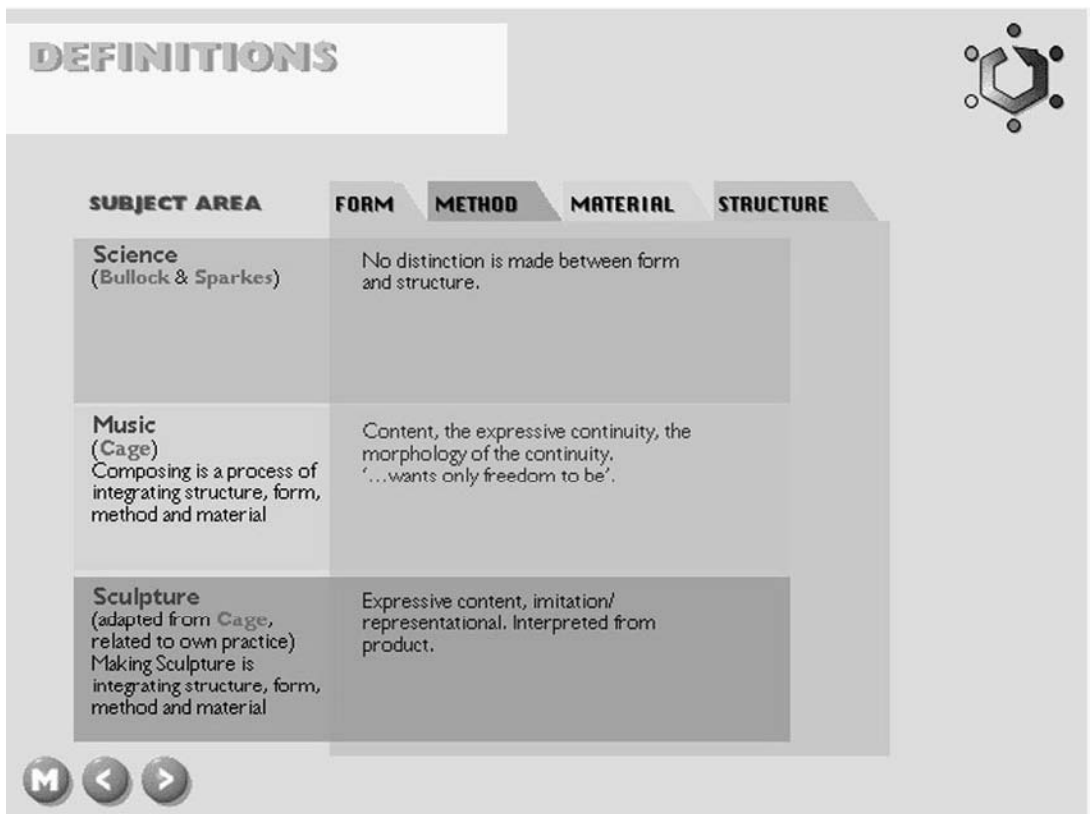 DEFINITIONS
SUBJECT AREA
FORM
METHOD
MATERIAL
STRUCTURE
Science
(Bullock & Sparkes)
No distinction is made between form
and structure.
Music
(Cage)
Composing is a process of
integrating structure, form,
method and material
Content, the expressive continuity, the
morphology of the continuity.
‘...wants only freedom to be’.
Sculpture
(adapted from Cage,
related to own practice)
Making Sculpture is
integrating structure, form,
method and material
Expressive content, imitation/
representational. Interpreted from
product.
M < >